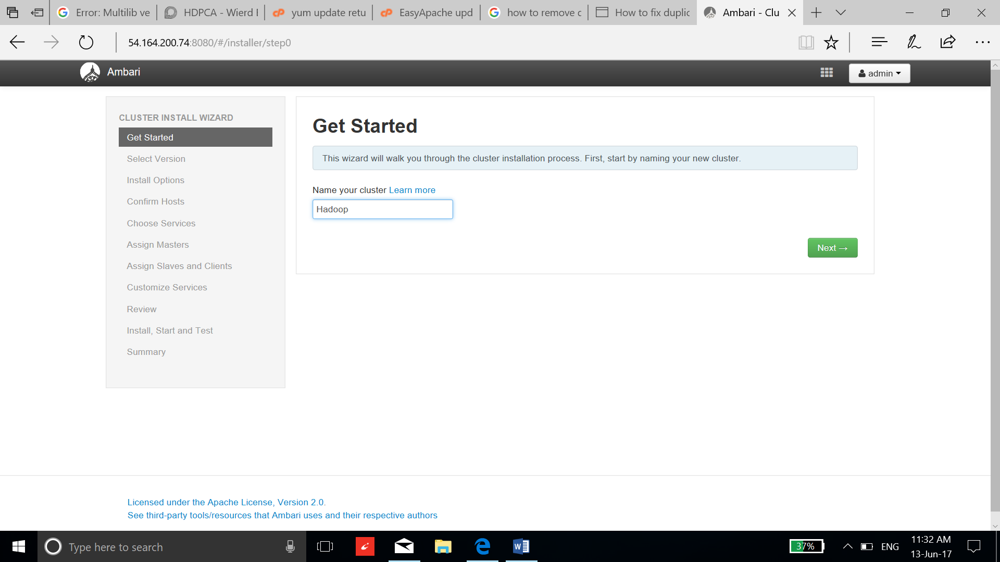 Error: Multilib ve
HDPCA - Wierd
yum update retu
EasyApache upd
how to remove c
How to fix duplic
Ambari - Clu
54.164.200.74:8080/#/installer/step0
Ambari
admin
CLUSTER INSTALL WIZARD
Get Started
Select Version
Install Options
Confirm Hosts
Choose Services
Assign Masters
Assign Slaves and Clients
Customize Services
Review
Install, Start and Test
Summary
Get Started
This wizard will walk you through the cluster installation process. First, start by naming your new cluster.
Name your cluster Learn more
Hadoop
Next →
Licensed under the Apache License, Version 2.0.
See third-party tools/resources that Ambari uses and their respective authors
Type here to search
37%
ENG
11:32 AM
13-Jun-17